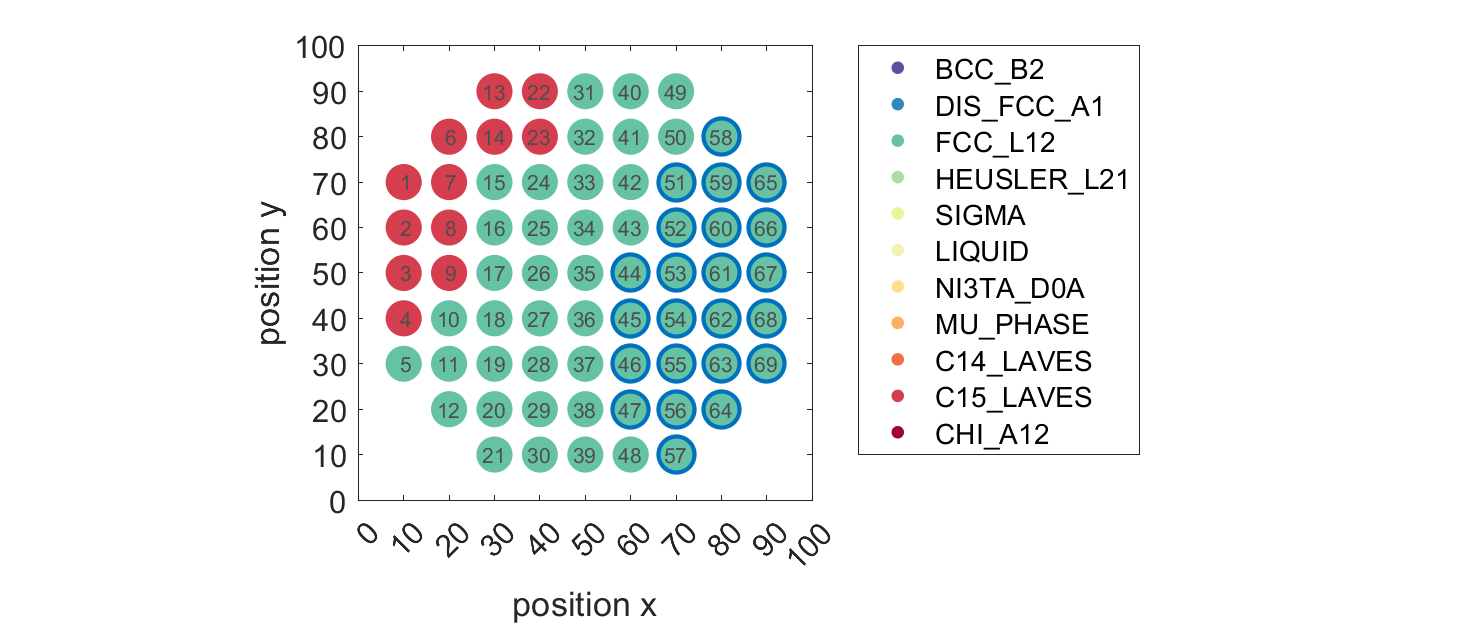 100
90
80
70
60
50
40
30
20
10
0
position y
13 22 31 40 49
6 14 23 32 41 50 58
1 7 15 24 33 42 51 59 65
2 8 16 25 34 43 52 60 66
3 9 17 26 35 44 53 61 67
4 10 18 27 36 45 54 62 68
5 11 19 28 37 46 55 63 69
12 20 29 38 47 56 64
21 30 39 48 57
0 10 20 30 40 50 60 70 80 90 100
position x
BCC_B2
DIS_FCC_A1
FCC_L12
HEUSLER_L21
SIGMA
LIQUID
NI3TA_D0A
MU_PHASE
C14_LAVES
C15_LAVES
CHI_A12